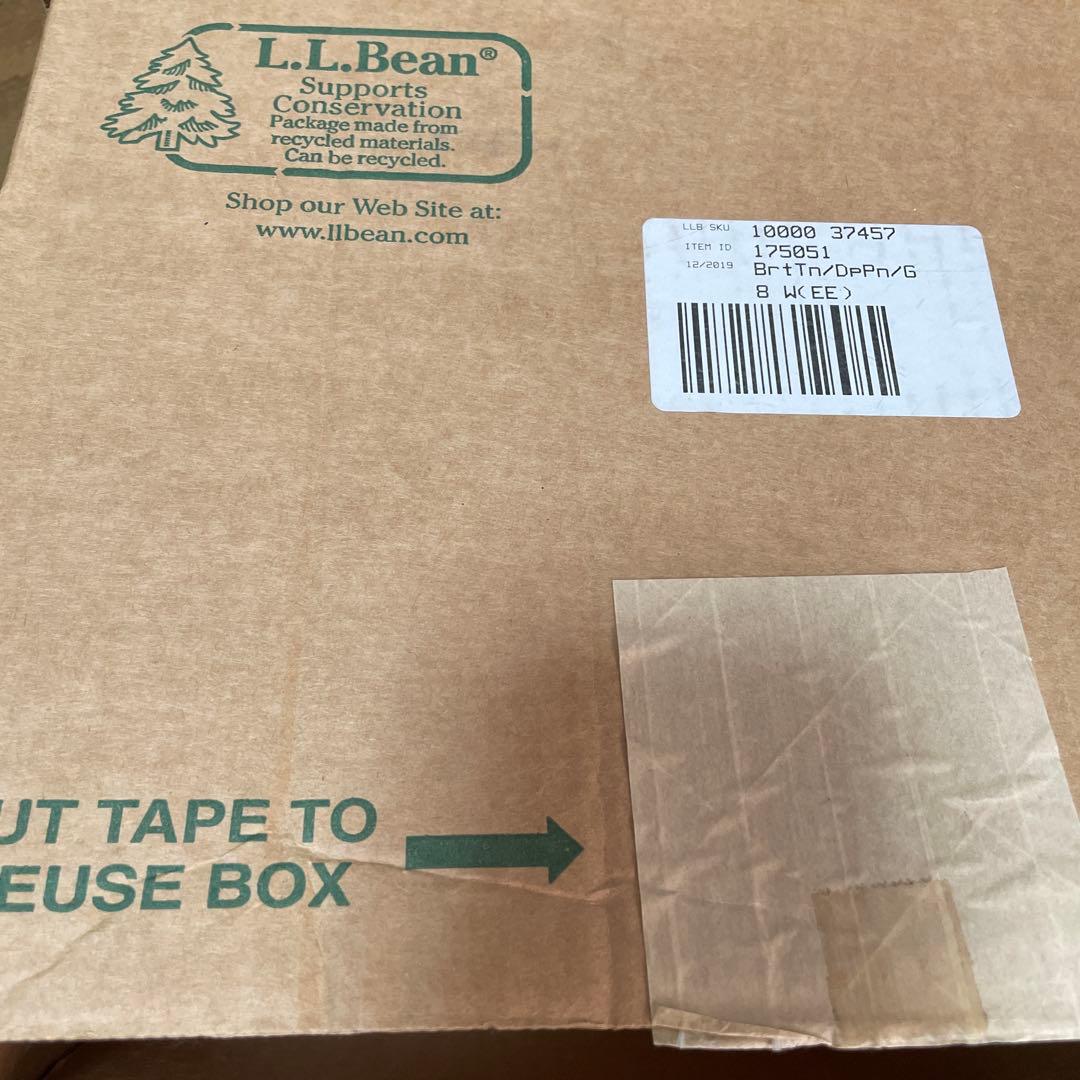 L.L.Bean®
Supports
Conservation
Package made from
recycled materials.
Can be recycled.
Shop our Web Site at:
www.llbean.com
LLB SKU 10000 37457
ITEM ID 175051
12/2019 BrtTn/DpPn/G
8 W(EE)
UT TAPE TO
EUSE BOX